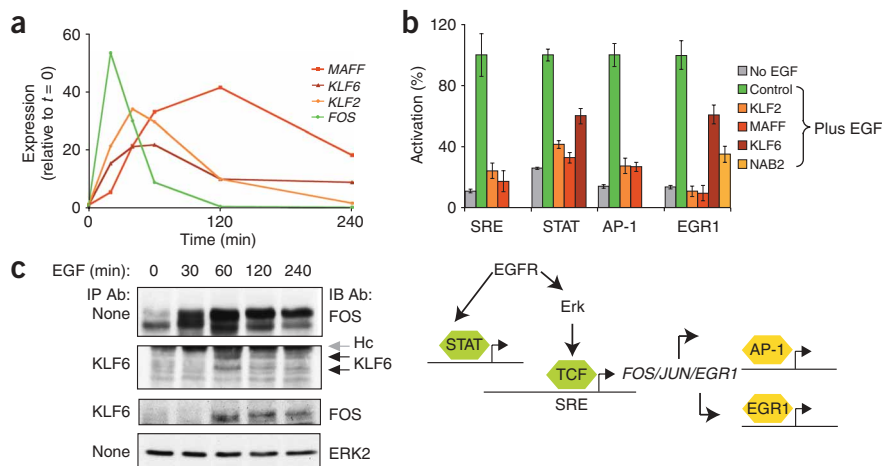 a
Expression
(relative to t = 0)
60
40
20
0
0
120
240
Time (min)
MAFF
KLF6
KLF2
FOS
b
Activation (%)
120
80
40
0
SRE
STAT
AP-1
EGR1
No EGF
Control
KLF2
MAFF
KLF6
NAB2
Plus EGF
c
EGF (min): 0 30 60 120 240
IP Ab:
IB Ab:
None
FOS
Hc
KLF6
KLF6
KLF6
FOS
None
ERK2
EGFR
Erk
STAT
TCF
SRE
FOS/JUN/EGR1
AP-1
EGR1